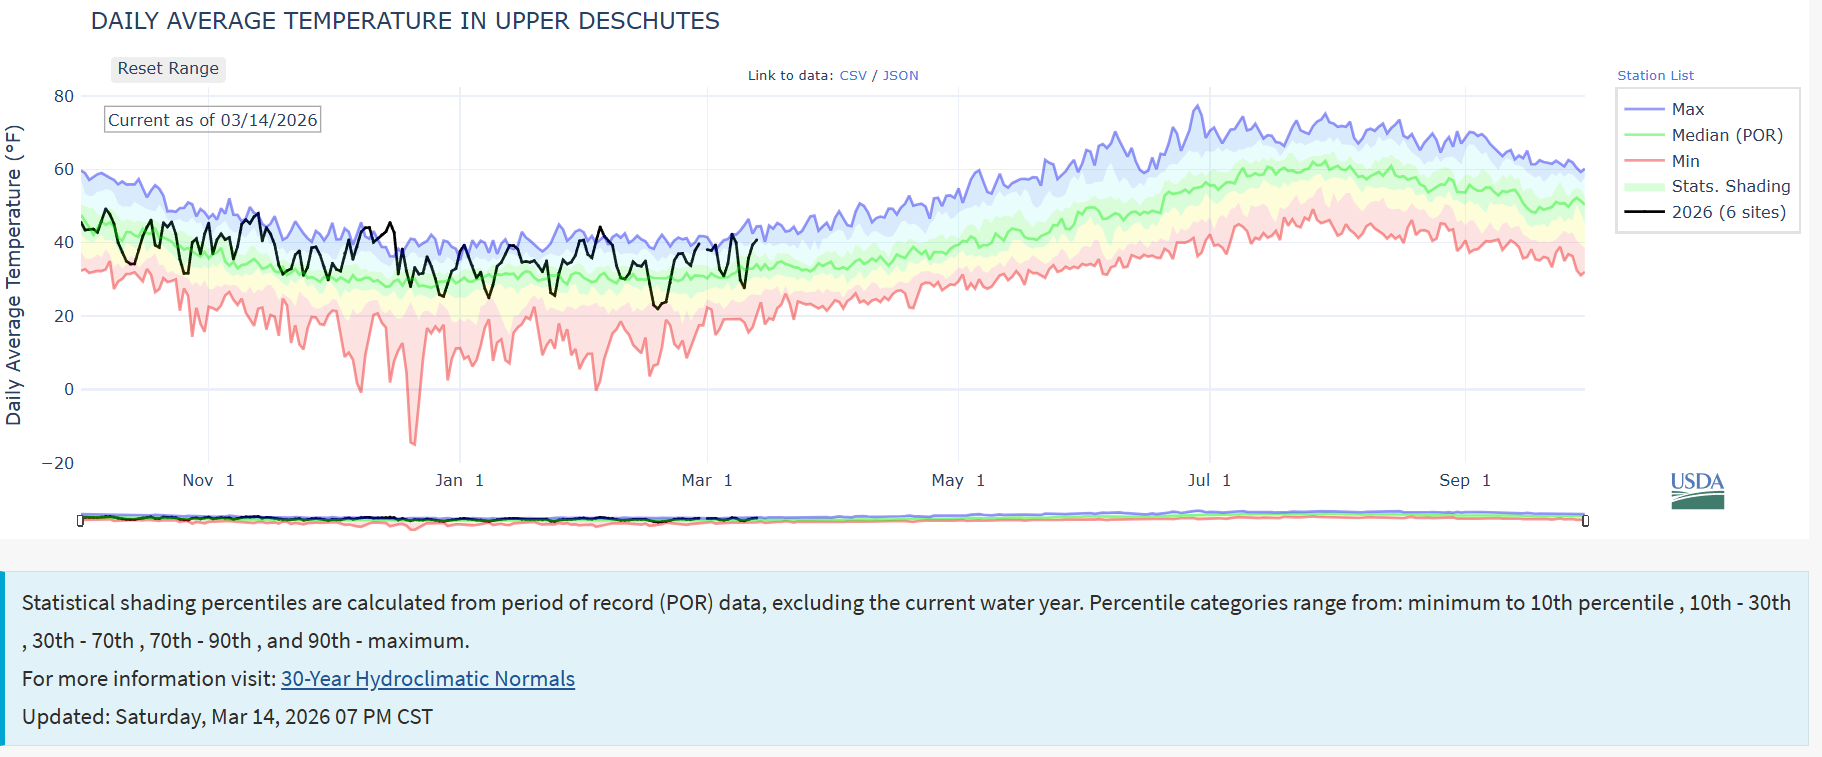 DAILY AVERAGE TEMPERATURE IN UPPER DESCHUTES
Reset Range
Link to data: CSV / JSON
Station List
Current as of 03/14/2026
Daily Average Temperature (°F)
80
60
40
20
0
−20
Nov 1
Jan 1
Mar 1
May 1
Jul 1
Sep 1
Max
Median (POR)
Min
Stats. Shading
2026 (6 sites)
USDA
Statistical shading percentiles are calculated from period of record (POR) data, excluding the current water year. Percentile categories range from: minimum to 10th percentile , 10th - 30th
, 30th - 70th , 70th - 90th , and 90th - maximum.
For more information visit: 30-Year Hydroclimatic Normals
Updated: Saturday, Mar 14, 2026 07 PM CST